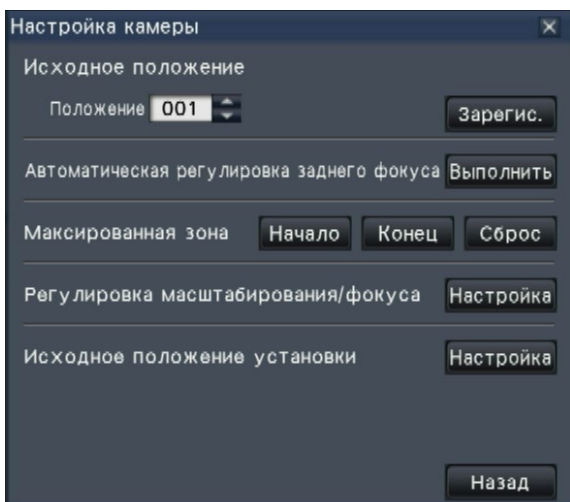 Настройка камеры
Исходное положение
Положение 001
Зарегис.
Автоматическая регулировка заднего фокуса Выполнить
Максированная зона Начало Конец Сброс
Регулировка масштабирования/фокуса Настройка
Исходное положение установки Настройка
Назад